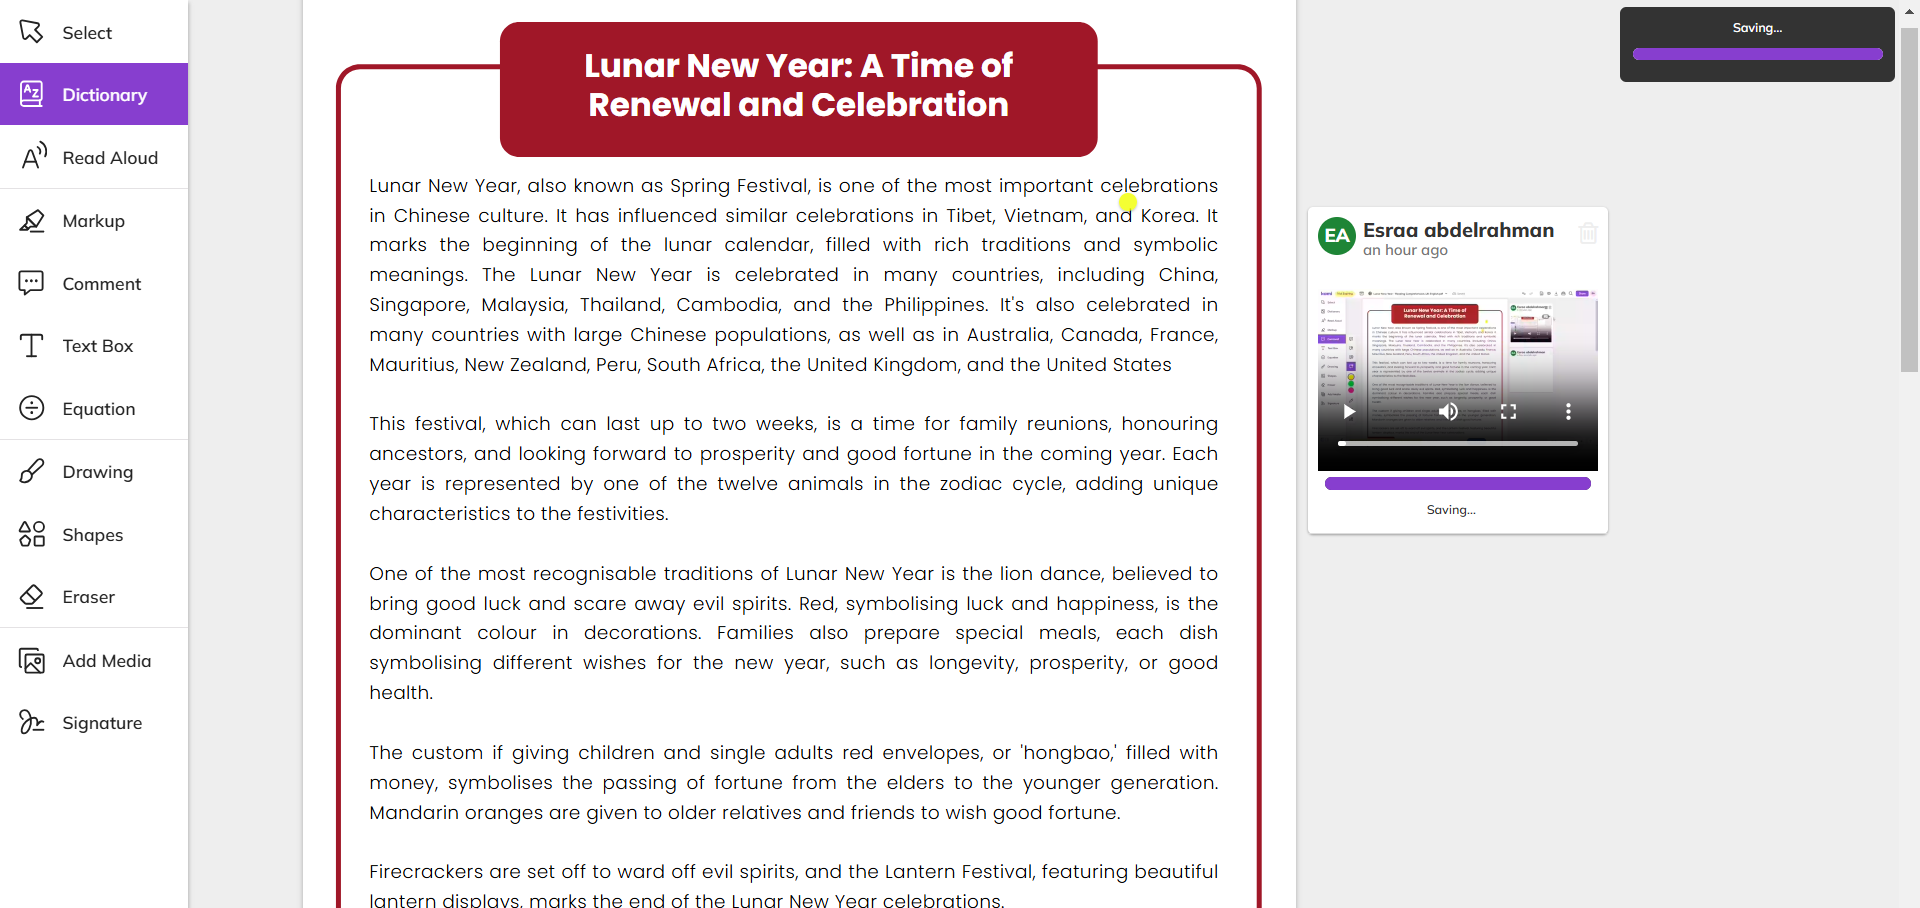 Select
Dictionary
Read Aloud
Markup
Comment
Text Box
Equation
Drawing
Shapes
Eraser
Add Media
Signature
Lunar New Year: A Time of
Renewal and Celebration
Lunar New Year, also known as Spring Festival, is one of the most important celebrations
in Chinese culture. It has influenced similar celebrations in Tibet, Vietnam, and Korea. It
marks the beginning of the lunar calendar, filled with rich traditions and symbolic
meanings. The Lunar New Year is celebrated in many countries, including China,
Singapore, Malaysia, Thailand, Cambodia, and the Philippines. It's also celebrated in
many countries with large Chinese populations, as well as in Australia, Canada, France,
Mauritius, New Zealand, Peru, South Africa, the United Kingdom, and the United States
This festival, which can last up to two weeks, is a time for family reunions, honouring
ancestors, and looking forward to prosperity and good fortune in the coming year. Each
year is represented by one of the twelve animals in the zodiac cycle, adding unique
characteristics to the festivities.
One of the most recognisable traditions of Lunar New Year is the lion dance, believed to
bring good luck and scare away evil spirits. Red, symbolising luck and happiness, is the
dominant colour in decorations. Families also prepare special meals, each dish
symbolising different wishes for the new year, such as longevity, prosperity, or good
health.
The custom if giving children and single adults red envelopes, or 'hongbao,' filled with
money, symbolises the passing of fortune from the elders to the younger generation.
Mandarin oranges are given to older relatives and friends to wish good fortune.
Firecrackers are set off to ward off evil spirits, and the Lantern Festival, featuring beautiful
lantern displays, marks the end of the Lunar New Year celebrations.
Saving...
EA
Esraa abdelrahman
an hour ago
Lunar New Year: A Time of
Renewal and Celebration
Saving...